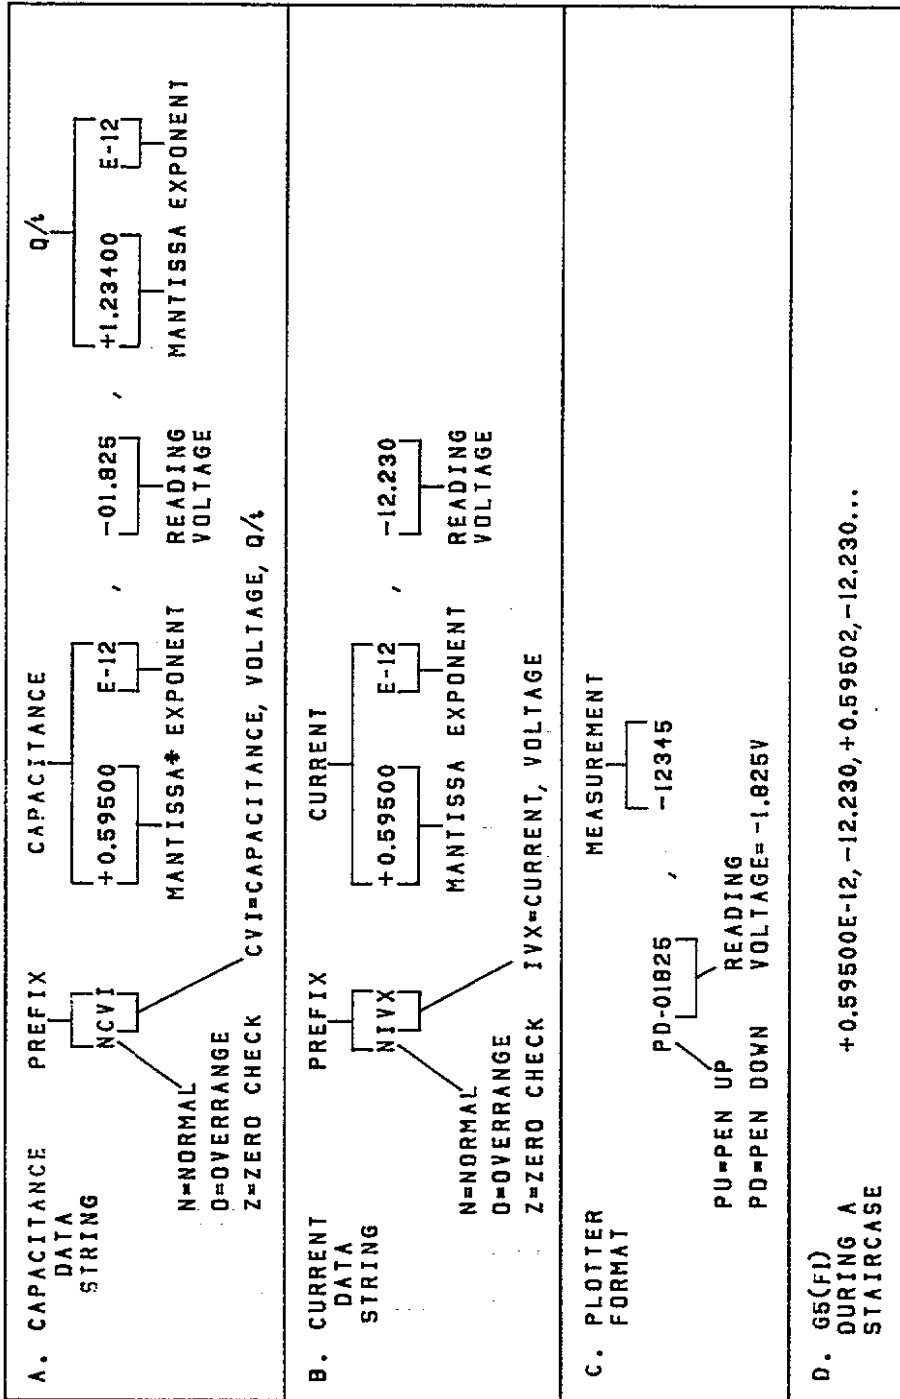 A. CAPACITANCE DATA STRING
PREFIX
CAPACITANCE
Q/t
NCVI
+0.59500 E-12 , -01.825 , +1.23400 E-12
MANTISSA* EXPONENT
READING VOLTAGE
MANTISSA EXPONENT
N=NORMAL
O=OVERRANGE
Z=ZERO CHECK
CVI=CAPACITANCE, VOLTAGE, Q/t
B. CURRENT DATA STRING
PREFIX
CURRENT
NIVX
+0.59500 E-12 , -12.230
MANTISSA EXPONENT
READING VOLTAGE
N=NORMAL
O=OVERRANGE
Z=ZERO CHECK
IVX=CURRENT, VOLTAGE
C. PLOTTER FORMAT
MEASUREMENT
PD-01825 , -12345
PU=PEN UP
PD=PEN DOWN
READING
VOLTAGE=-1.825V
D. G5(F1) DURING A STAIRCASE
+0.59500E-12,-12.230,+0.59502,-12.230...